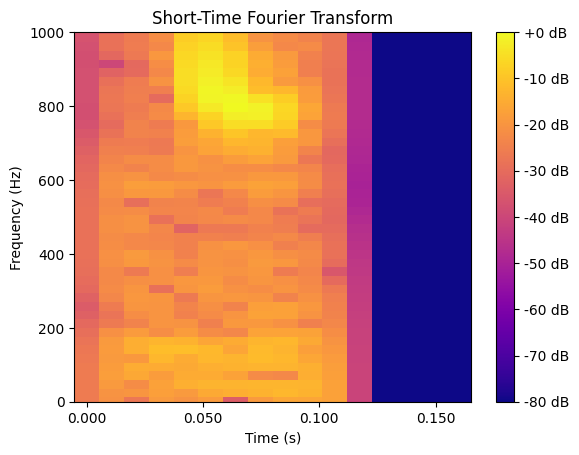 Short-Time Fourier Transform
Frequency (Hz)
1000
800
600
400
200
0
0.000
0.050
0.100
0.150
Time (s)
+0 dB
-10 dB
-20 dB
-30 dB
-40 dB
-50 dB
-60 dB
-70 dB
-80 dB